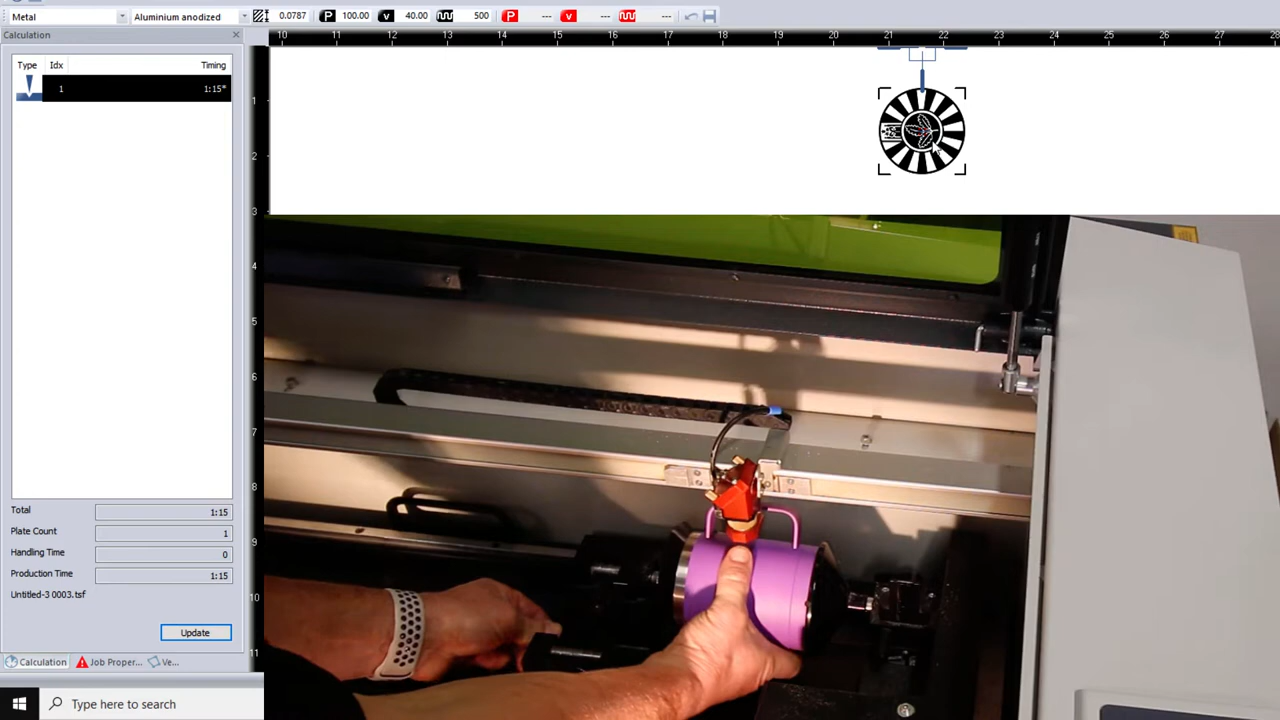 Metal Aluminium anodized 0.0787 P 100.00 v 40.00 500 P --- v --- ---
Calculation
10 11 12 13 14 15 16 17 18 19 20 21 22 23 24 25 26 27 28
Type Idx Timing
1 1:15*
1
2
3
4
5
6
7
8
9
10
11
Total 1:15
Plate Count 1
Handling Time 0
Production Time 1:15
Untitled-3 0003.tsf
Update
Calculation Job Proper... Ve...
Type here to search